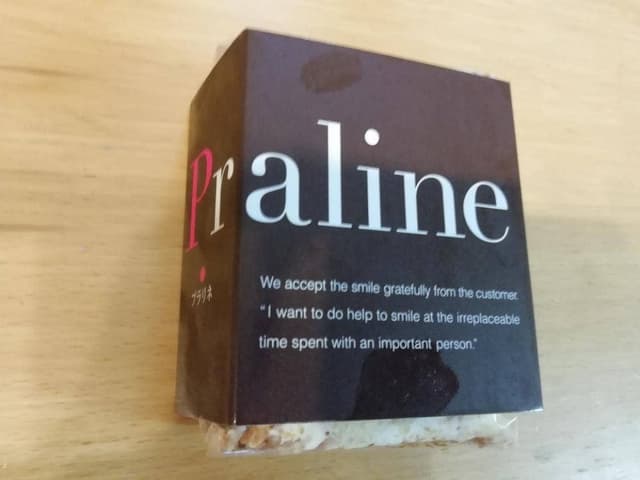 Praline
プラリネ
We accept the smile gratefully from the customer.
"I want to do help to smile at the irreplaceable
time spent with an important person."